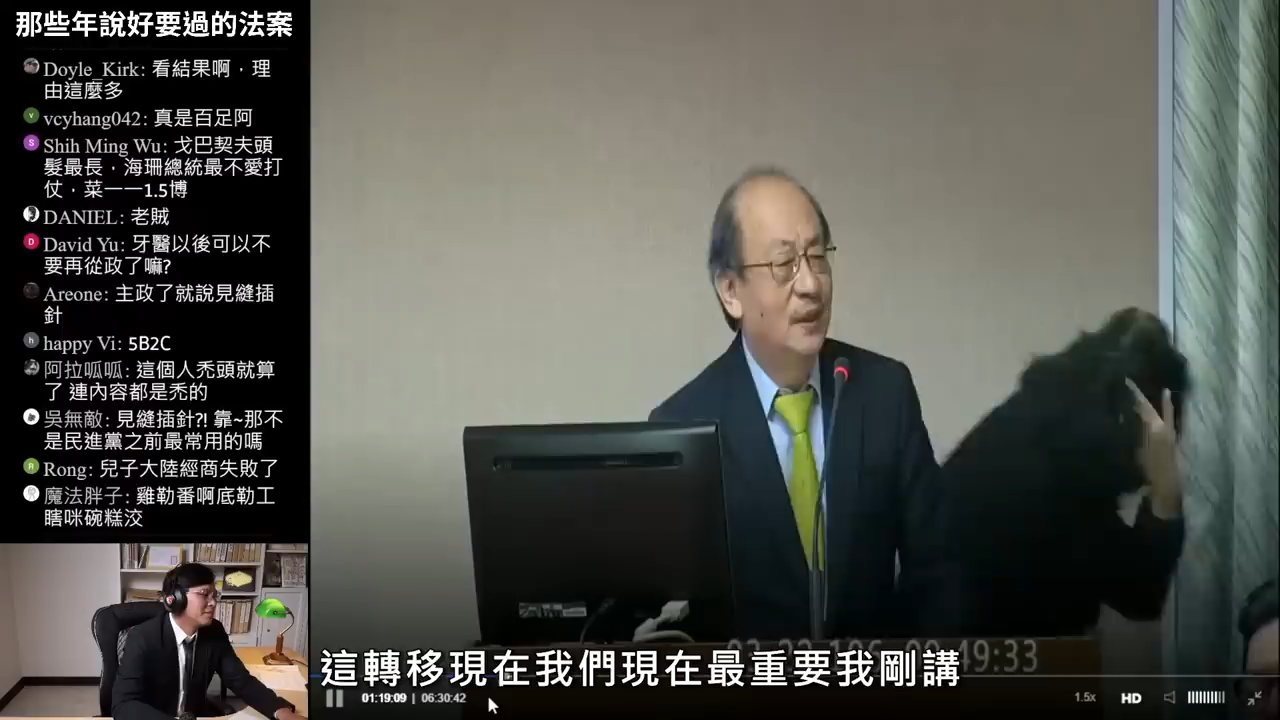 那些年說好要過的法案
Doyle_Kirk: 看結果啊，理
由這麼多
vcyhang042: 真是百足阿
Shih Ming Wu: 戈巴契夫頭
髮最長，海珊總統最不愛打
仗，菜一一1.5博
DANIEL: 老賊
David Yu: 牙醫以後可以不
要再從政了嘛?
Areone: 主政了就說見縫插
針
happy Vi: 5B2C
阿拉呱呱: 這個人禿頭就算
了 連內容都是禿的
吳無敵: 見縫插針?! 靠~那不
是民進黨之前最常用的嗎
Rong: 兒子大陸經商失敗了
魔法胖子: 雞勒番啊底勒工
瞎咪碗糕洨
這轉移現在我們現在最重要我剛講
01:19:09 | 06:30:42
1.5x
HD